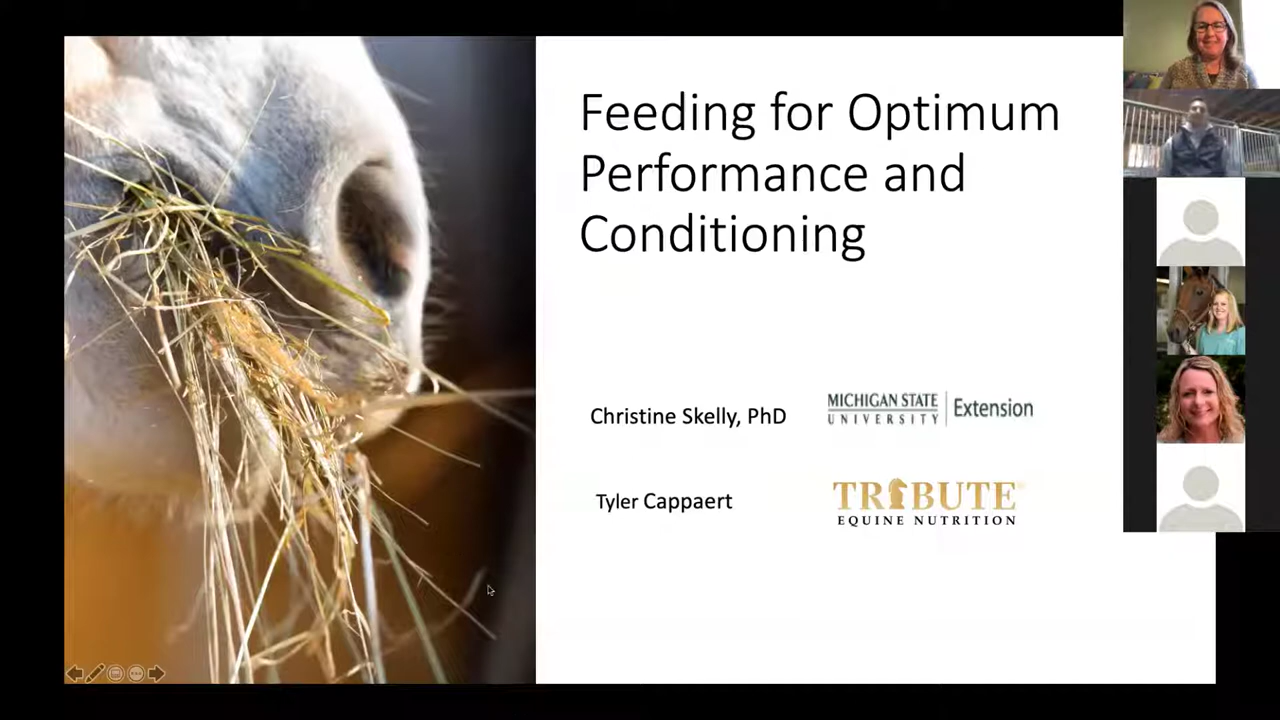 Feeding for Optimum
Performance and
Conditioning
Christine Skelly, PhD
MICHIGAN STATE
UNIVERSITY
Extension
Tyler Cappaert
TRIBUTE
EQUINE NUTRITION